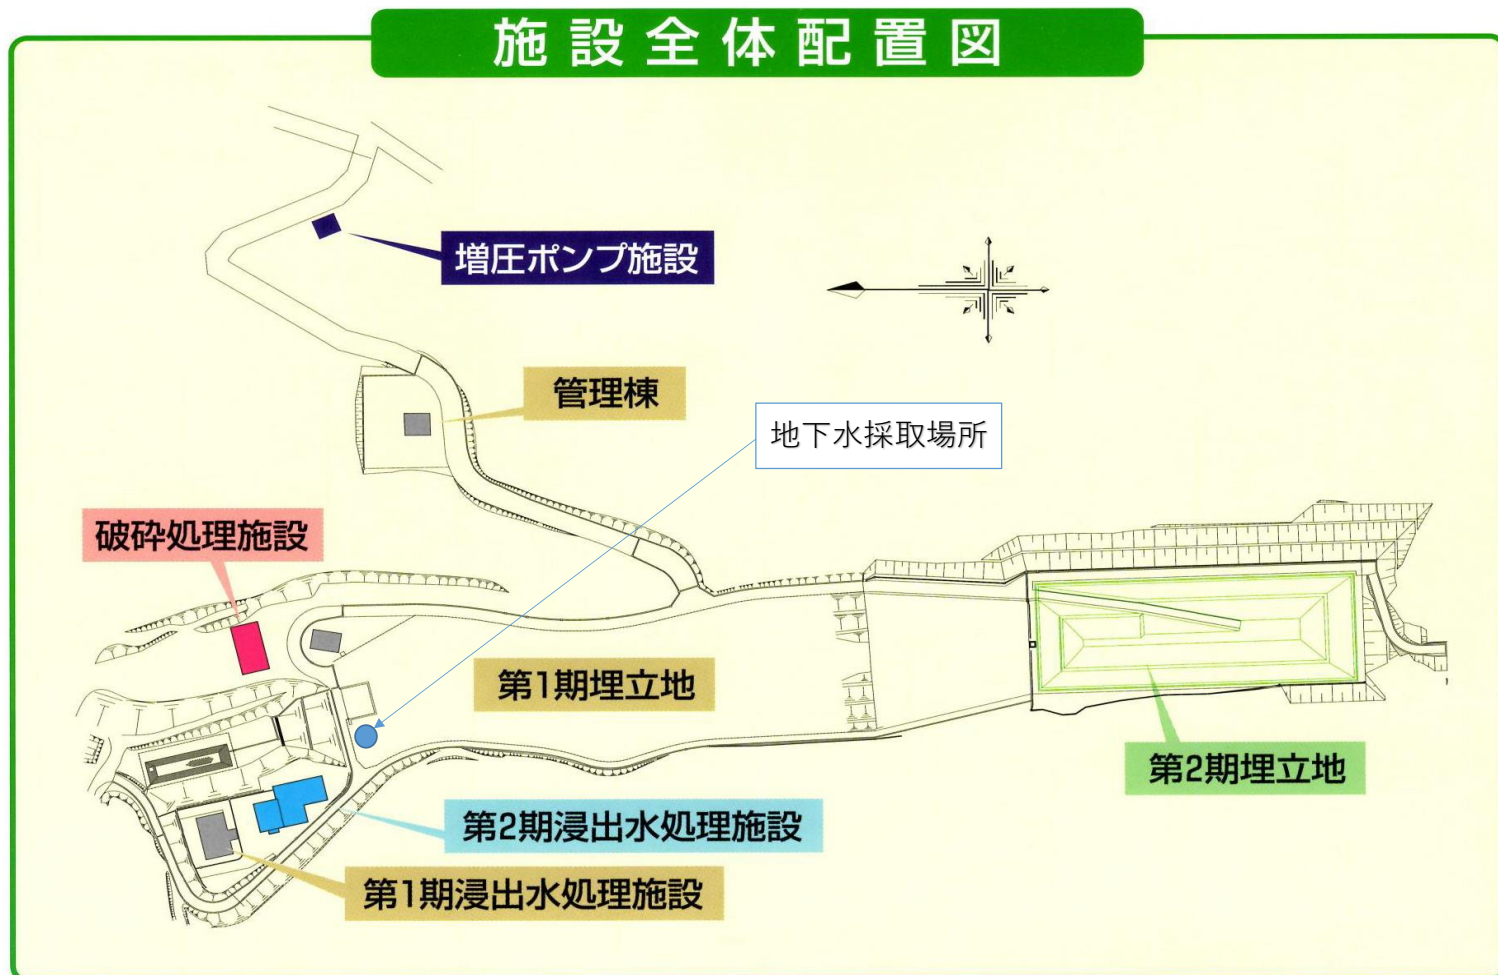 施設全体配置図
増圧ポンプ施設
管理棟
地下水採取場所
破砕処理施設
第1期埋立地
第2期埋立地
第2期浸出水処理施設
第1期浸出水処理施設